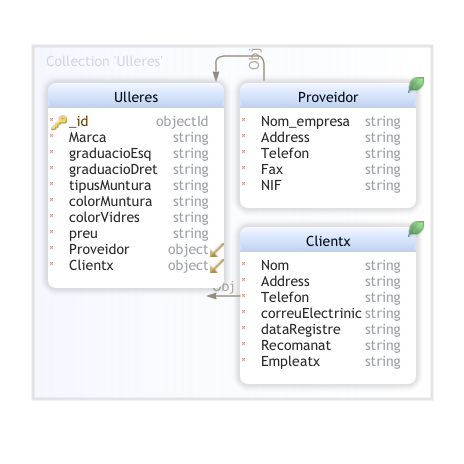 Collection 'Ulleres'
Obj
Ulleres
* _id objectId
* Marca string
* graduacioEsq string
* graduacioDret string
* tipusMuntura string
* colorMuntura string
* colorVidres string
* preu string
* Proveidor object
* Clientx object
Proveidor
* Nom_empresa string
* Address string
* Telefon string
* Fax string
* NIF string
Clientx
* Nom string
* Address string
* Telefon string
* correuElectrinic string
* dataRegistre string
* Recomanat string
* Empleatx string
Obj